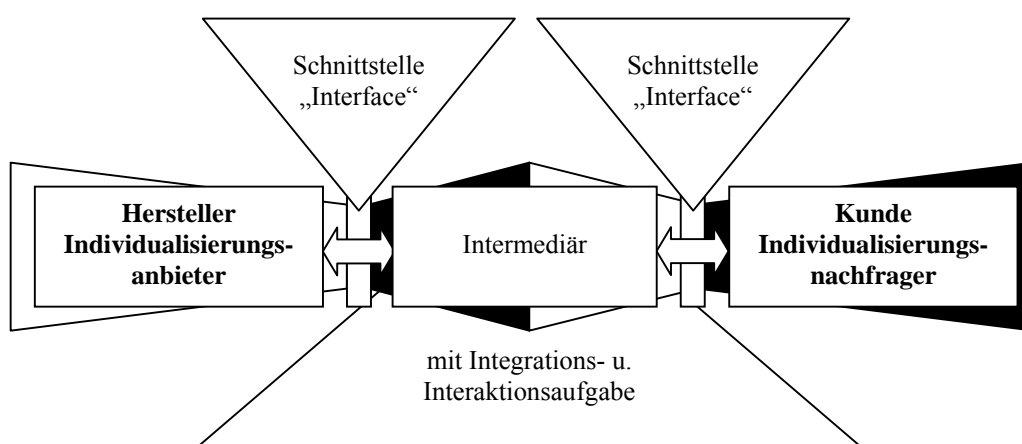 Schnittstelle
„Interface“
Schnittstelle
„Interface“
Hersteller
Individualisierungs-
anbieter
Intermediär
Kunde
Individualisierungs-
nachfrager
mit Integrations- u.
Interaktionsaufgabe